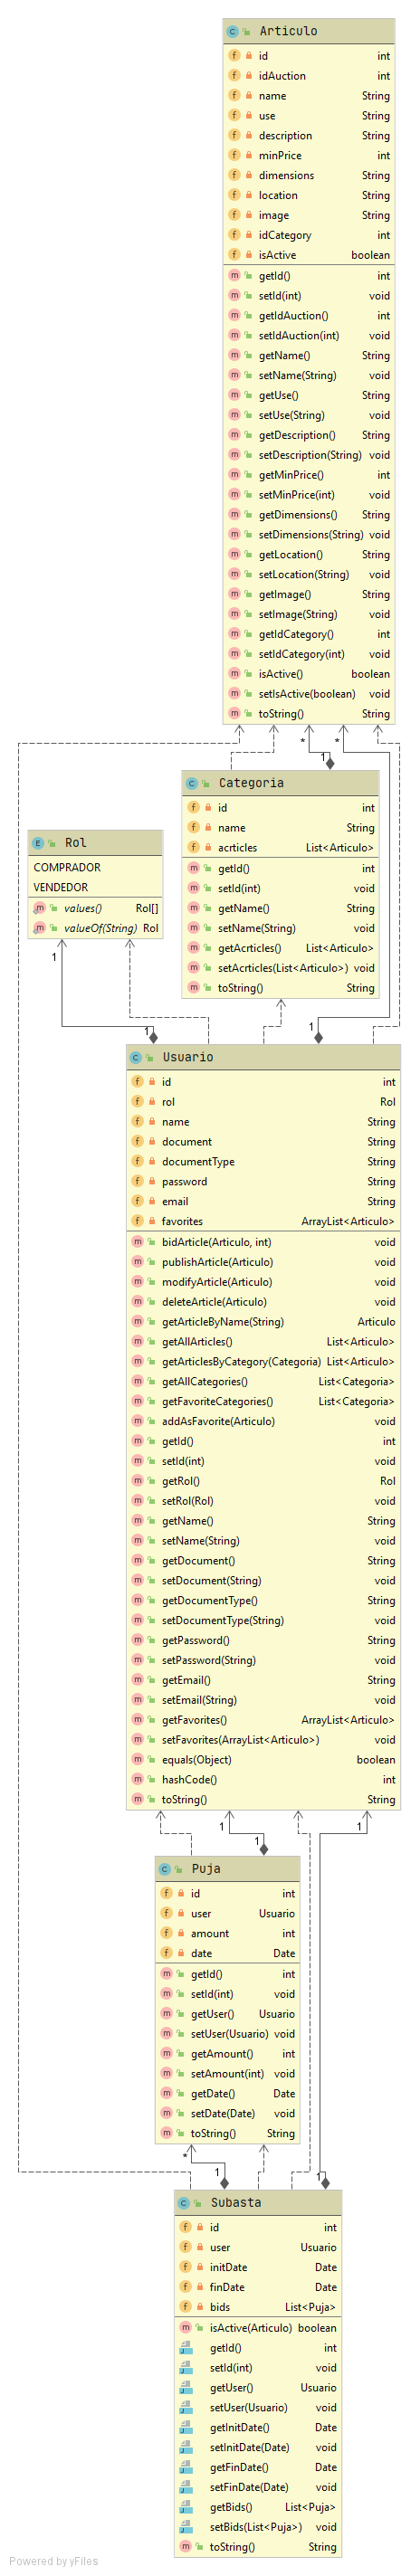 Articulo
id int
idAuction int
name String
use String
description String
minPrice int
dimensions String
location String
image String
idCategory int
isActive boolean
getId() int
setId(int) void
getIdAuction() int
setIdAuction(int) void
getName() String
setName(String) void
getUse() String
setUse(String) void
getDescription() String
setDescription(String) void
getMinPrice() int
setMinPrice(int) void
getDimensions() String
setDimensions(String) void
getLocation() String
setLocation(String) void
getImage() String
setImage(String) void
getIdCategory() int
setIdCategory(int) void
isActive() boolean
setIsActive(boolean) void
toString() String
* *
1
Categoria
id int
name String
acrticles List<Articulo>
getId() int
setId(int) void
getName() String
setName(String) void
getAcrticles() List<Articulo>
setAcrticles(List<Articulo>) void
toString() String
Rol
COMPRADOR
VENDEDOR
values() Rol[]
valueOf(String) Rol
1
1 1
Usuario
id int
rol Rol
name String
document String
documentType String
password String
email String
favorites ArrayList<Articulo>
bidArticle(Articulo, int) void
publishArticle(Articulo) void
modifyArticle(Articulo) void
deleteArticle(Articulo) void
getArticleByName(String) Articulo
getAllArticles() List<Articulo>
getArticlesByCategory(Categoria) List<Articulo>
getAllCategories() List<Categoria>
getFavoriteCategories() List<Categoria>
addAsFavorite(Articulo) void
getId() int
setId(int) void
getRol() Rol
setRol(Rol) void
getName() String
setName(String) void
getDocument() String
setDocument(String) void
getDocumentType() String
setDocumentType(String) void
getPassword() String
setPassword(String) void
getEmail() String
setEmail(String) void
getFavorites() ArrayList<Articulo>
setFavorites(ArrayList<Articulo>) void
equals(Object) boolean
hashCode() int
toString() String
1 1
1
Puja
id int
user Usuario
amount int
date Date
getId() int
setId(int) void
getUser() Usuario
setUser(Usuario) void
getAmount() int
setAmount(int) void
getDate() Date
setDate(Date) void
toString() String
*
1 1
Subasta
id int
user Usuario
initDate Date
finDate Date
bids List<Puja>
isActive(Articulo) boolean
getId() int
setId(int) void
getUser() Usuario
setUser(Usuario) void
getInitDate() Date
setInitDate(Date) void
getFinDate() Date
setFinDate(Date) void
getBids() List<Puja>
setBids(List<Puja>) void
toString() String
Powered by yFiles